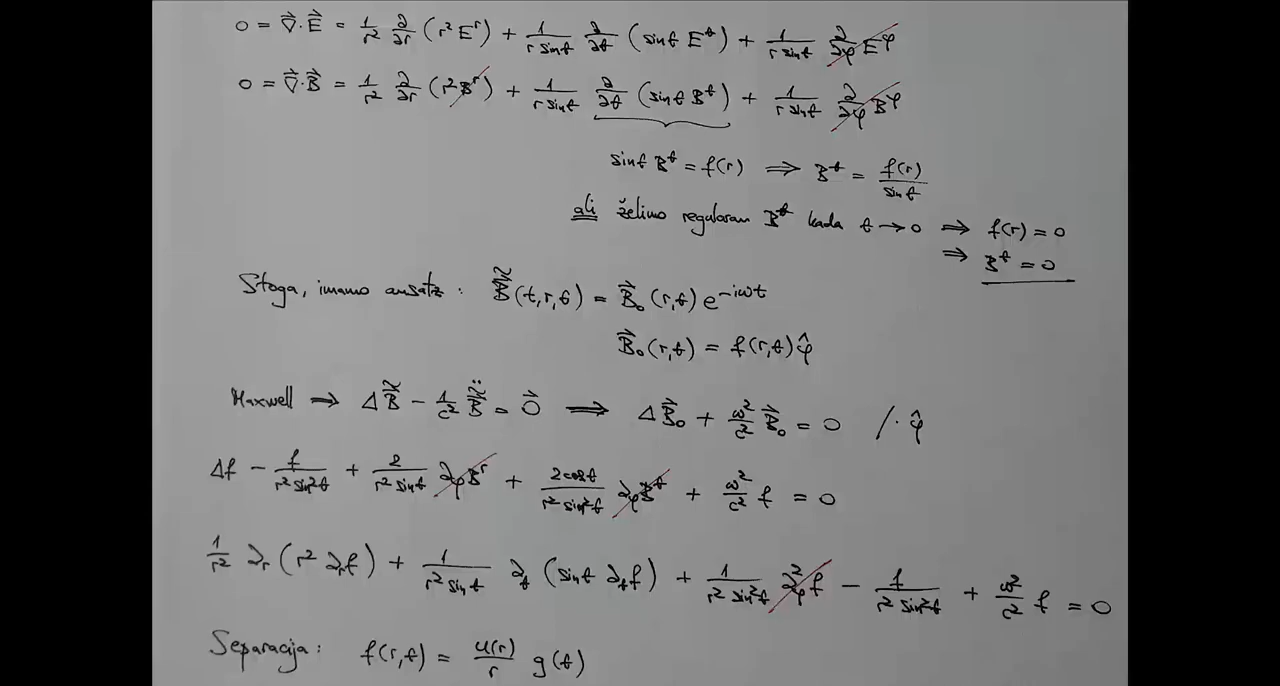 0 = ∇⃗·E⃗ = 1/r² ∂/∂r (r² Eʳ) + 1/(r sinθ) ∂/∂θ (sinθ E^θ) + 1/(r sinθ) ∂/∂φ E^φ
0 = ∇⃗·B⃗ = 1/r² ∂/∂r (r² Bʳ) + 1/(r sinθ) ∂/∂θ (sinθ B^θ) + 1/(r sinθ) ∂/∂φ B^φ
sinθ B^θ = f(r) ⟹ B^θ = f(r)/sinθ
ali želimo regularan B^θ kada θ → 0 ⟹ f(r) = 0
⟹ B^θ = 0
Stoga, imamo ansatz: B̃⃗(t,r,θ) = B⃗₀(r,θ) e^(-iωt)
B⃗₀(r,θ) = f(r,θ) φ̂
Maxwell ⟹ ΔB̃⃗ - 1/c² B̃⃗̈ = 0⃗ ⟹ ΔB⃗₀ + ω²/c² B⃗₀ = 0 /·φ̂
Δf - f/(r² sin²θ) + 2/(r² sinθ) ∂φBʳ + 2cosθ/(r² sin²θ) ∂φB^θ + ω²/c² f = 0
1/r² ∂r (r² ∂r f) + 1/(r² sinθ) ∂θ (sinθ ∂θ f) + 1/(r² sin²θ) ∂²φ f - f/(r² sin²θ) + ω²/c² f = 0
Separacija: f(r,θ) = u(r)/r g(θ)